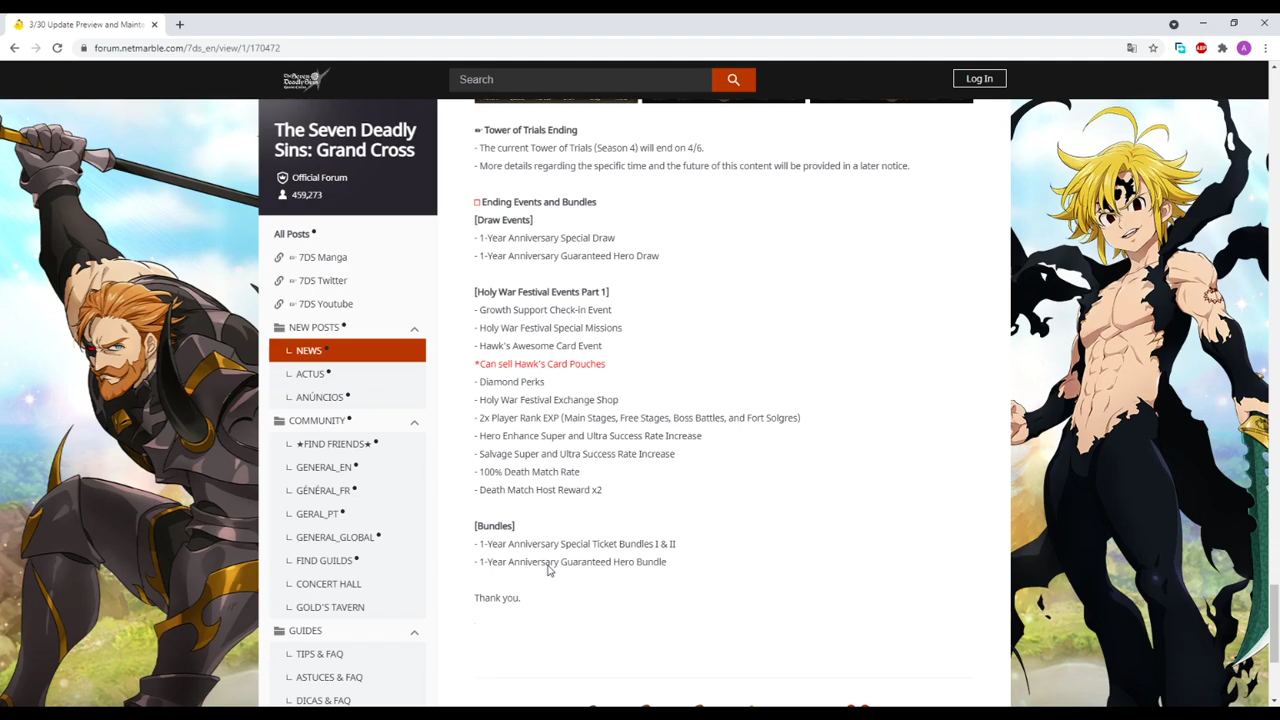 3/30 Update Preview and Mainte
forum.netmarble.com/7ds_en/view/1/170472
The Seven Deadly Sins Grand Cross
Search
Log In
The Seven Deadly
Sins: Grand Cross
Official Forum
459,273
All Posts
7DS Manga
7DS Twitter
7DS Youtube
NEW POSTS
NEWS
ACTUS
ANÚNCIOS
COMMUNITY
★FIND FRIENDS★
GENERAL_EN
GÉNÉRAL_FR
GERAL_PT
GENERAL_GLOBAL
FIND GUILDS
CONCERT HALL
GOLD'S TAVERN
GUIDES
TIPS & FAQ
ASTUCES & FAQ
DICAS & FAQ
Tower of Trials Ending
- The current Tower of Trials (Season 4) will end on 4/6.
- More details regarding the specific time and the future of this content will be provided in a later notice.
Ending Events and Bundles
[Draw Events]
- 1-Year Anniversary Special Draw
- 1-Year Anniversary Guaranteed Hero Draw
[Holy War Festival Events Part 1]
- Growth Support Check-in Event
- Holy War Festival Special Missions
- Hawk's Awesome Card Event
*Can sell Hawk's Card Pouches
- Diamond Perks
- Holy War Festival Exchange Shop
- 2x Player Rank EXP (Main Stages, Free Stages, Boss Battles, and Fort Solgres)
- Hero Enhance Super and Ultra Success Rate Increase
- Salvage Super and Ultra Success Rate Increase
- 100% Death Match Rate
- Death Match Host Reward x2
[Bundles]
- 1-Year Anniversary Special Ticket Bundles I & II
- 1-Year Anniversary Guaranteed Hero Bundle
Thank you.